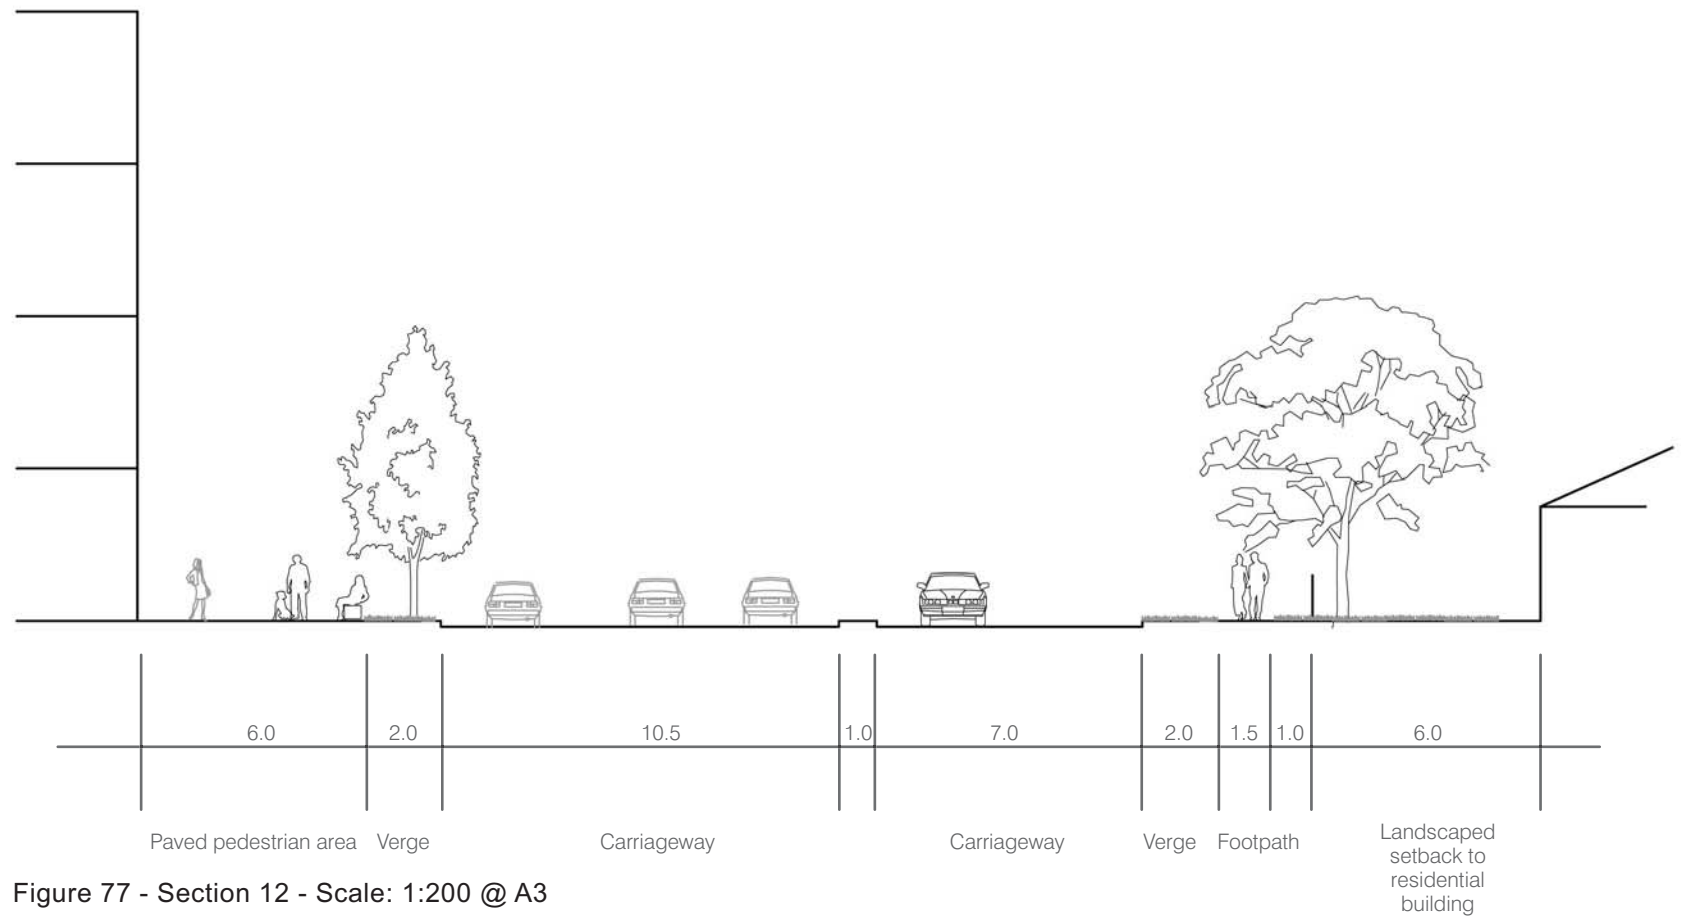 6.0 2.0 10.5 1.0 7.0 2.0 1.5 1.0 6.0
Paved pedestrian area Verge Carriageway Carriageway Verge Footpath
Landscaped
setback to
residential
building
Figure 77 - Section 12 - Scale: 1:200 @ A3